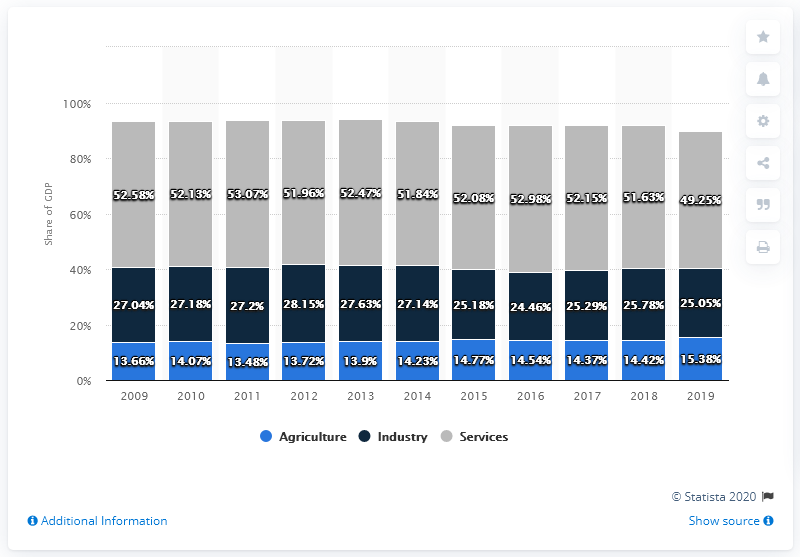 100%
80%
60%
40%
20%
0%
Share of GDP
52.58% 52.13% 53.07% 51.96% 52.47% 51.84% 52.08% 52.98% 52.15% 51.63% 49.25%
27.04% 27.18% 27.2% 28.15% 27.63% 27.14% 25.18% 24.46% 25.29% 25.78% 25.05%
13.66% 14.07% 13.48% 13.72% 13.9% 14.23% 14.77% 14.54% 14.37% 14.42% 15.38%
2009 2010 2011 2012 2013 2014 2015 2016 2017 2018 2019
Agriculture Industry Services
© Statista 2020
Additional Information Show source